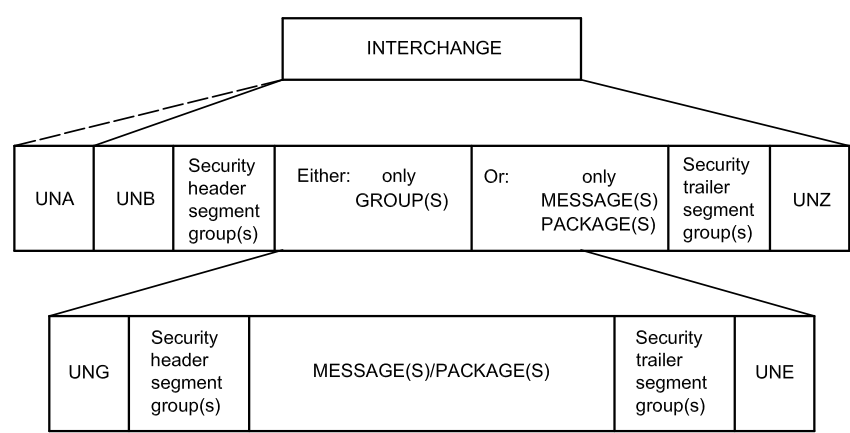 INTERCHANGE
UNA
UNB
Security
header
segment
group(s)
Either: only
GROUP(S)
Or: only
MESSAGE(S)
PACKAGE(S)
Security
trailer
segment
group(s)
UNZ
UNG
Security
header
segment
group(s)
MESSAGE(S)/PACKAGE(S)
Security
trailer
segment
group(s)
UNE